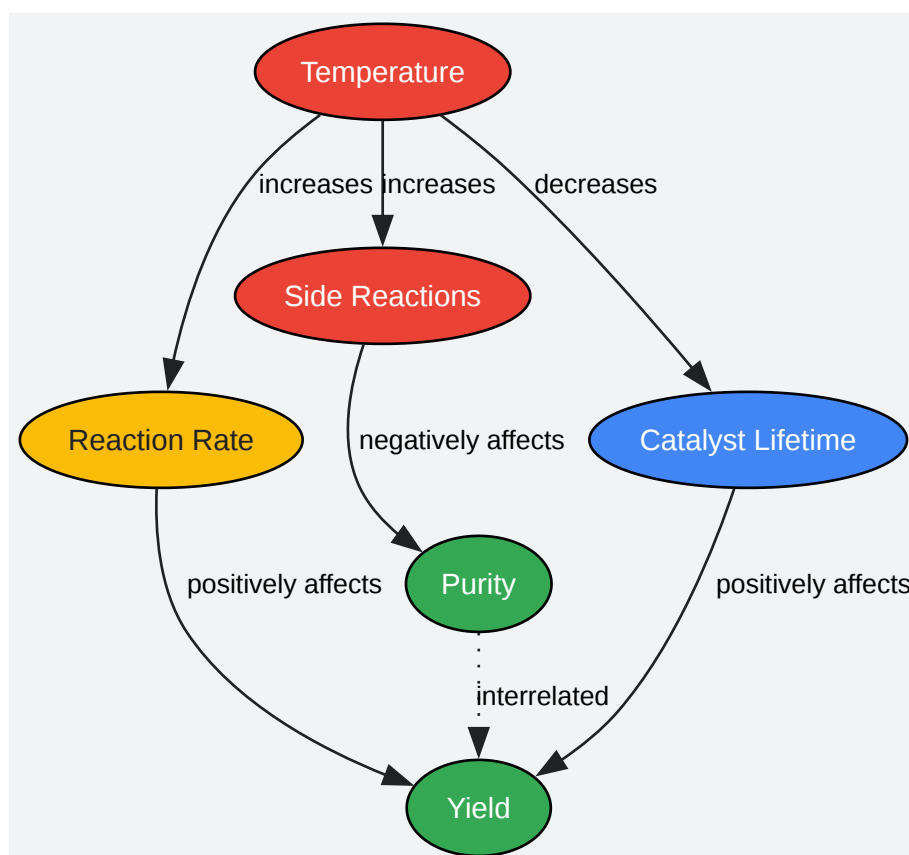 Temperature
increases
increases
decreases
Side Reactions
Reaction Rate
negatively affects
Catalyst Lifetime
positively affects
Purity
positively affects
interrelated
Yield